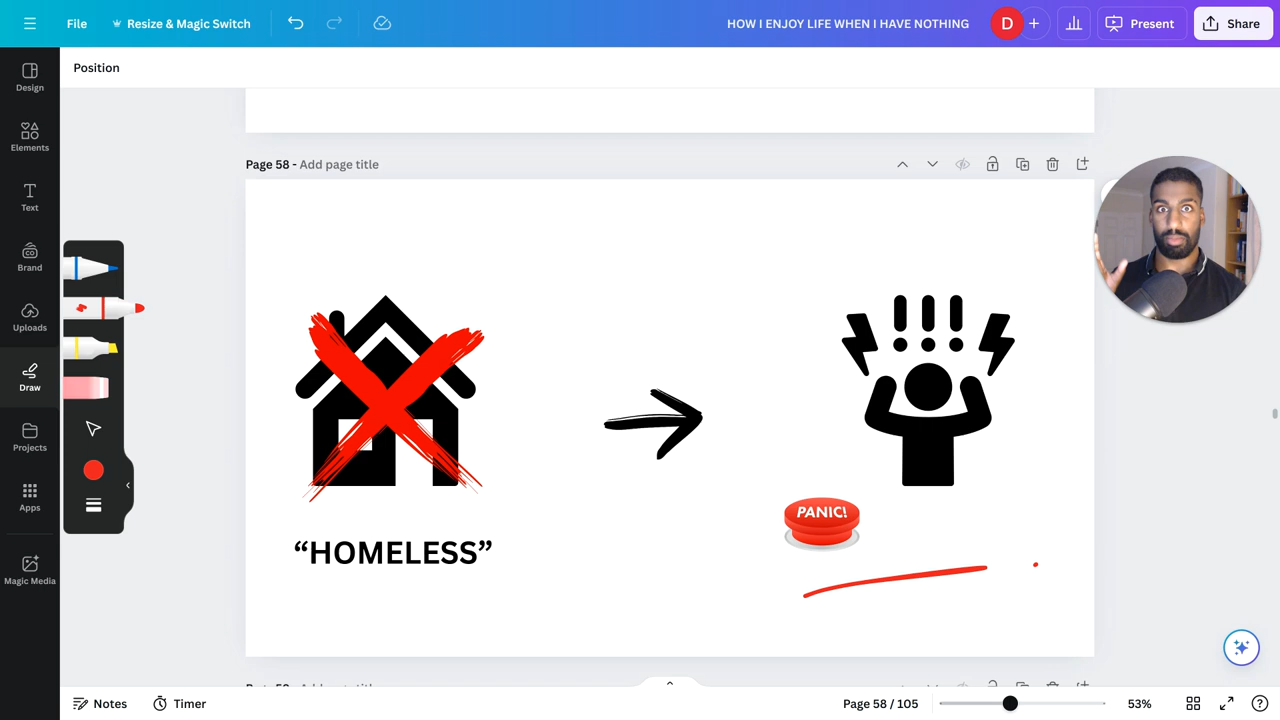 File
Resize & Magic Switch
HOW I ENJOY LIFE WHEN I HAVE NOTHING
D
Present
Share
Position
Design
Elements
Text
Brand
Uploads
Draw
Projects
Apps
Magic Media
Page 58 - Add page title
!!!
PANIC!
“HOMELESS”
Notes
Timer
Page 58 / 105
53%